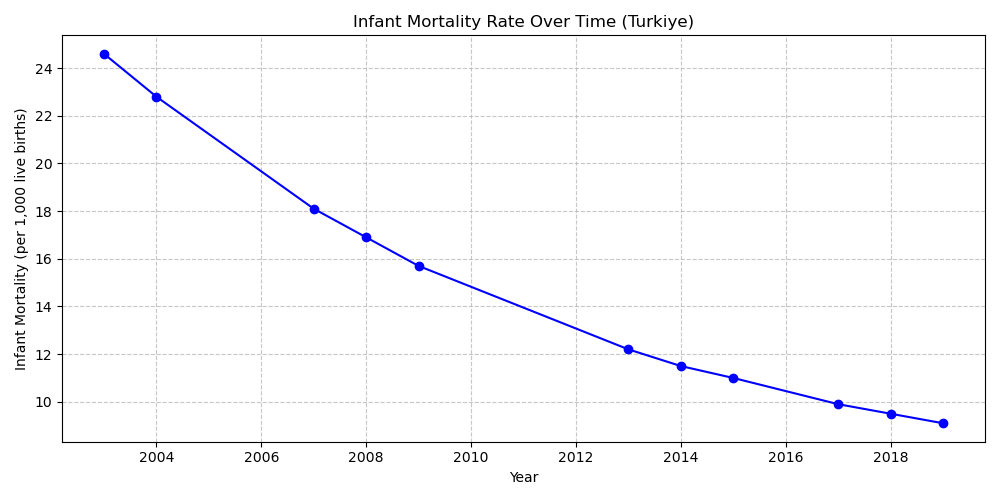 Infant Mortality Rate Over Time (Turkiye)
Infant Mortality (per 1,000 live births)
24
22
20
18
16
14
12
10
2004 2006 2008 2010 2012 2014 2016 2018
Year